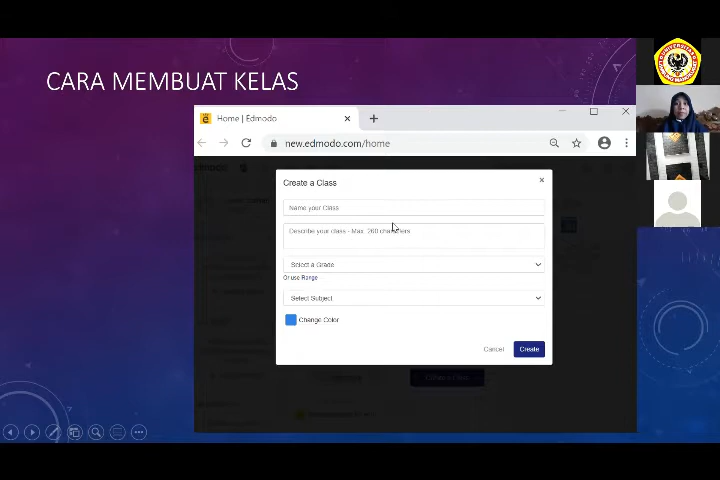 CARA MEMBUAT KELAS
Home | Edmodo
new.edmodo.com/home
Create a Class
Name your Class
Describe your class - Max. 260 characters
Select a Grade
Or use Range
Select Subject
Change Color
Cancel
Create